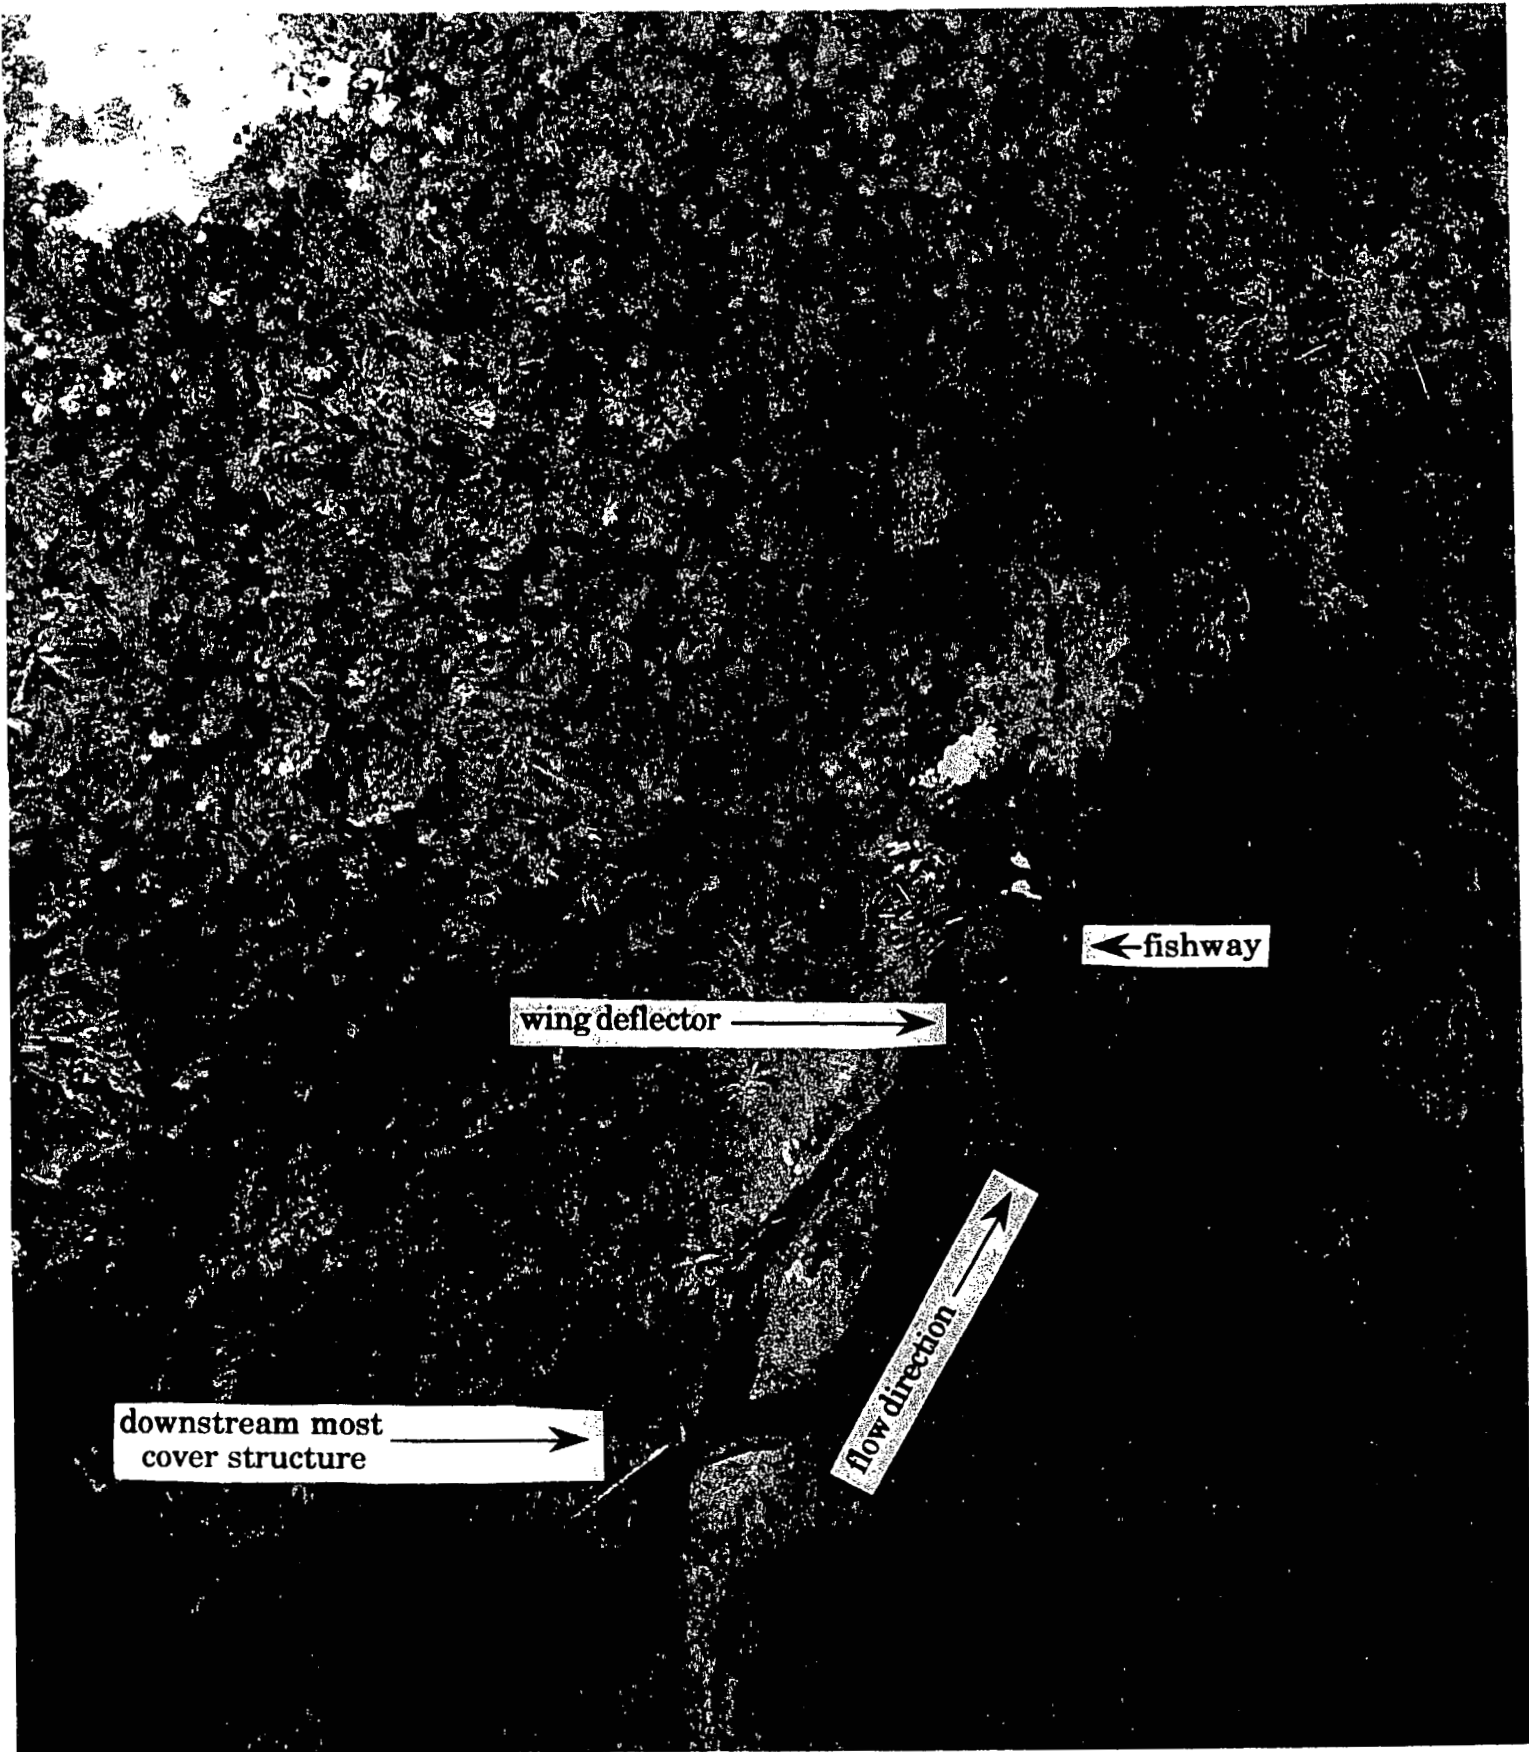 fishway
wing deflector
flow direction
downstream most
cover structure